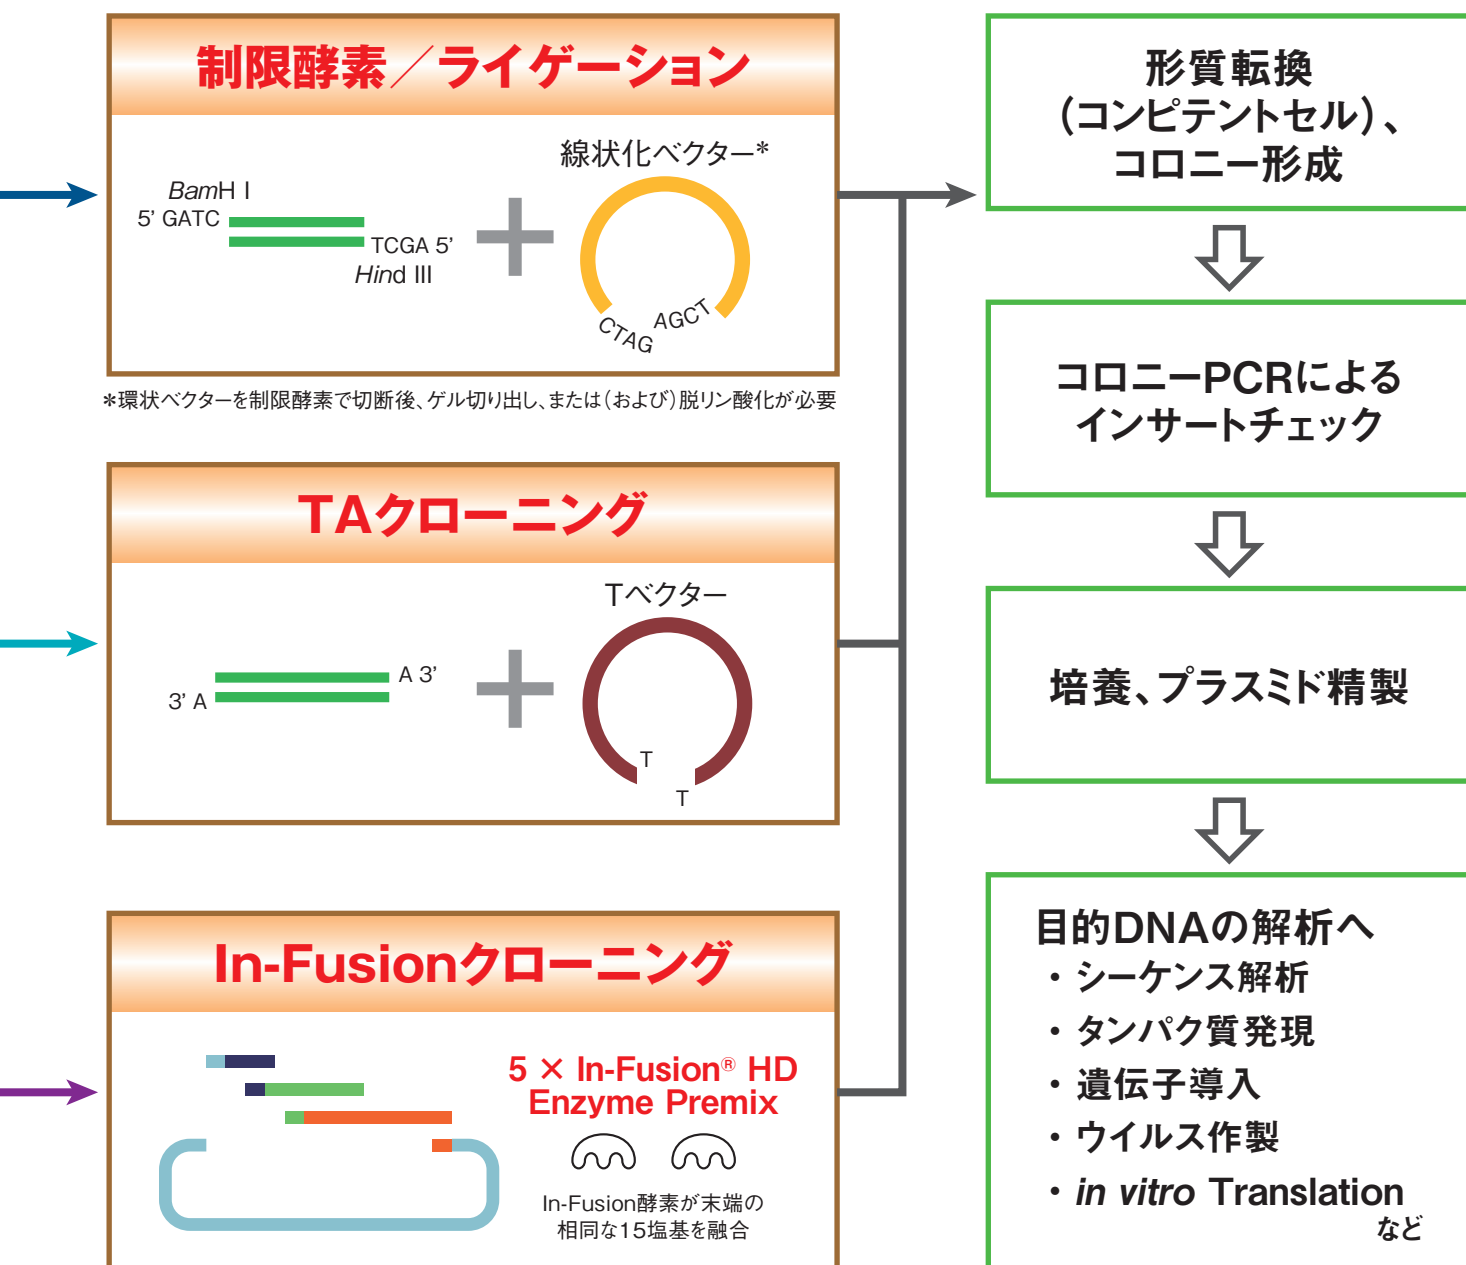 制限酵素／ライゲーション
線状化ベクター*
BamH I
5’ GATC
TCGA 5’
Hind III
CTAG
AGCT
*環状ベクターを制限酵素で切断後、ゲル切り出し、または（および）脱リン酸化が必要
TAクローニング
Tベクター
A 3’
3’ A
T
T
In-Fusionクローニング
5 × In-Fusion® HD
Enzyme Premix
In-Fusion酵素が末端の
相同な15塩基を融合
形質転換
（コンピテントセル）、
コロニー形成
コロニーPCRによる
インサートチェック
培養、プラスミド精製
目的DNAの解析へ
・シーケンス解析
・タンパク質発現
・遺伝子導入
・ウイルス作製
・in vitro Translation
など